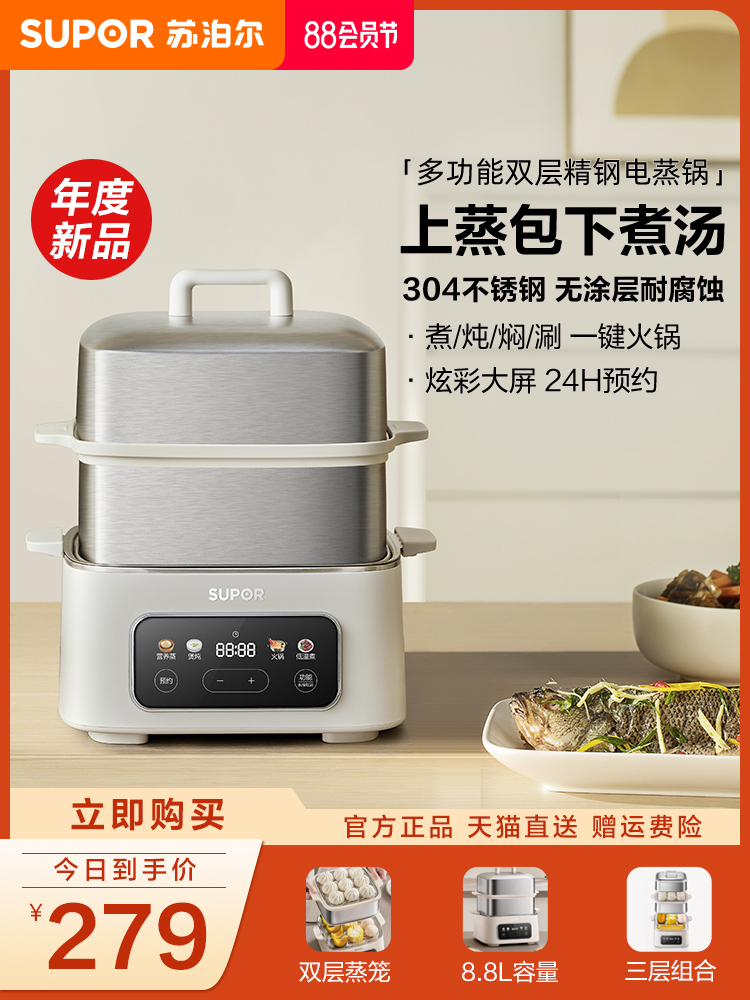 SUPOR 苏泊尔
88会员节
年度
新品
「多功能双层精钢电蒸锅」
上蒸包下煮汤
304不锈钢 无涂层耐腐蚀
· 煮/炖/焖/涮 一键火锅
· 炫彩大屏 24H预约
SUPOR
营养蒸 煲炖 88:88 火锅 低温煮
预约 - + 功能
立即购买
官方正品 天猫直送 赠运费险
今日到手价
¥279
双层蒸笼
8.8L容量
三层组合